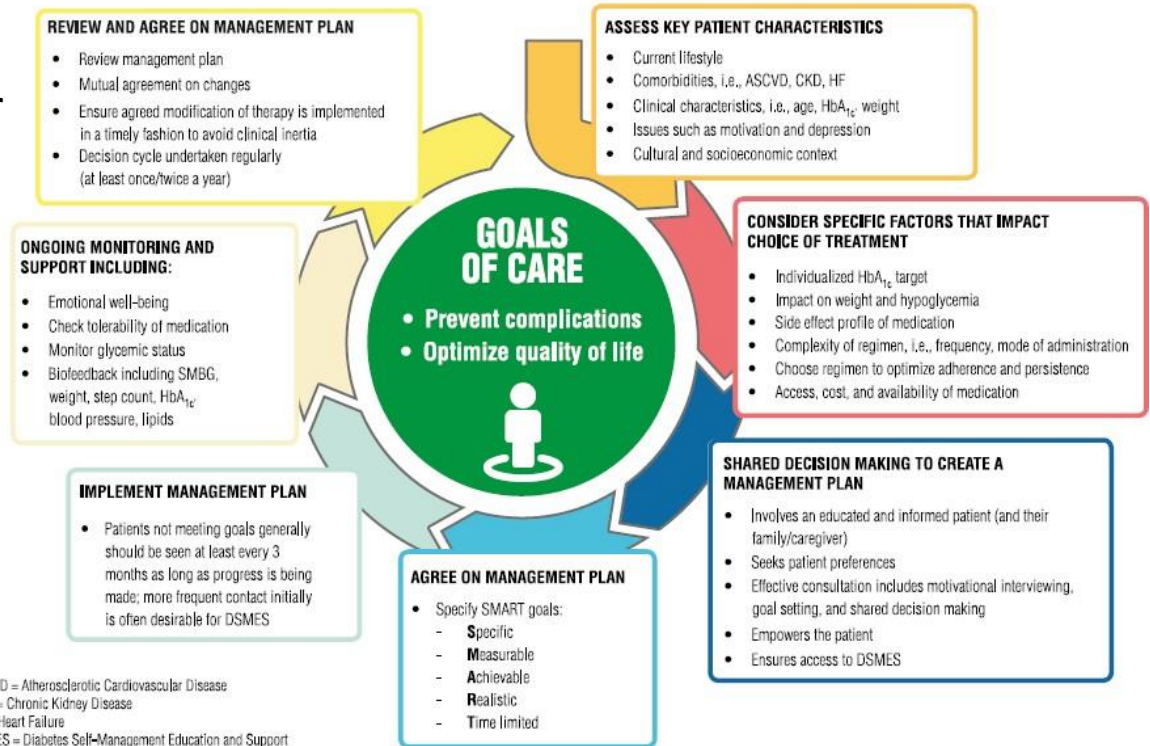 REVIEW AND AGREE ON MANAGEMENT PLAN
• Review management plan
• Mutual agreement on changes
• Ensure agreed modification of therapy is implemented
in a timely fashion to avoid clinical inertia
• Decision cycle undertaken regularly
(at least once/twice a year)
ASSESS KEY PATIENT CHARACTERISTICS
• Current lifestyle
• Comorbidities, i.e., ASCVD, CKD, HF
• Clinical characteristics, i.e., age, HbA1c, weight
• Issues such as motivation and depression
• Cultural and socioeconomic context
CONSIDER SPECIFIC FACTORS THAT IMPACT
CHOICE OF TREATMENT
• Individualized HbA1c target
• Impact on weight and hypoglycemia
• Side effect profile of medication
• Complexity of regimen, i.e., frequency, mode of administration
• Choose regimen to optimize adherence and persistence
• Access, cost, and availability of medication
SHARED DECISION MAKING TO CREATE A
MANAGEMENT PLAN
• Involves an educated and informed patient (and their
family/caregiver)
• Seeks patient preferences
• Effective consultation includes motivational interviewing,
goal setting, and shared decision making
• Empowers the patient
• Ensures access to DSMES
AGREE ON MANAGEMENT PLAN
• Specify SMART goals:
- Specific
- Measurable
- Achievable
- Realistic
- Time limited
IMPLEMENT MANAGEMENT PLAN
• Patients not meeting goals generally
should be seen at least every 3
months as long as progress is being
made; more frequent contact initially
is often desirable for DSMES
ONGOING MONITORING AND
SUPPORT INCLUDING:
• Emotional well-being
• Check tolerability of medication
• Monitor glycemic status
• Biofeedback including SMBG,
weight, step count, HbA1c,
blood pressure, lipids
GOALS
OF CARE
• Prevent complications
• Optimize quality of life
D = Atherosclerotic Cardiovascular Disease
= Chronic Kidney Disease
Heart Failure
ES = Diabetes Self-Management Education and Support